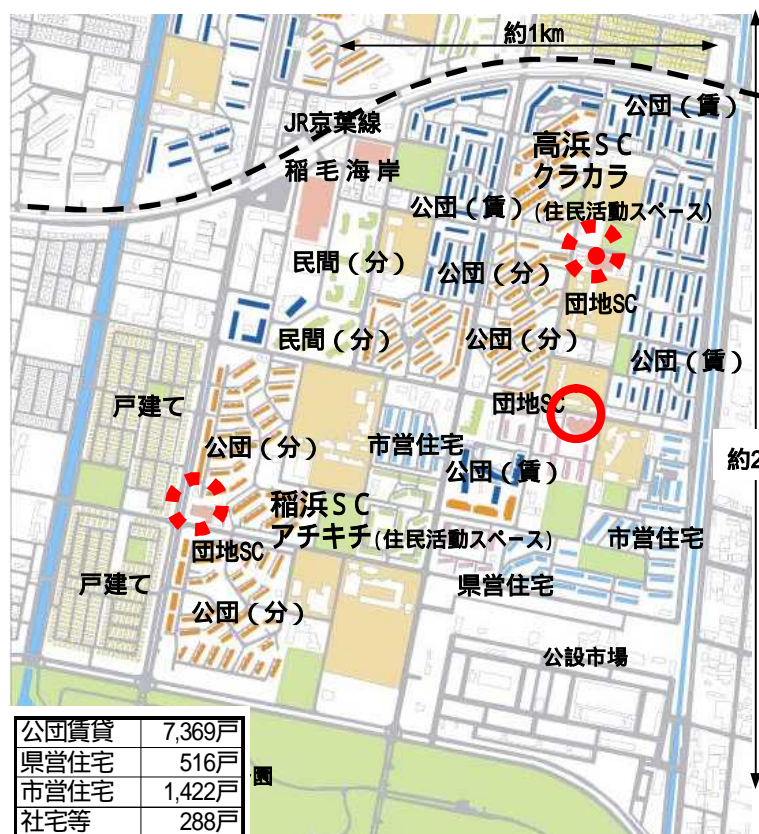 約1km
公団（賃）
JR京葉線
高浜ＳＣ
クラカラ
稲毛海岸
公団（賃）(住民活動スペース)
民間（分）
公団（分）
団地SC
民間（分）
公団（分）
公団（賃）
戸建て
団地SC
公団（分）
市営住宅
約2
公団（賃）
稲浜ＳＣ
アチキチ(住民活動スペース)
団地SC
市営住宅
戸建て
県営住宅
公団（分）
公設市場
公団賃貸 7,369戸
県営住宅 516戸
園
市営住宅 1,422戸
社宅等 288戸